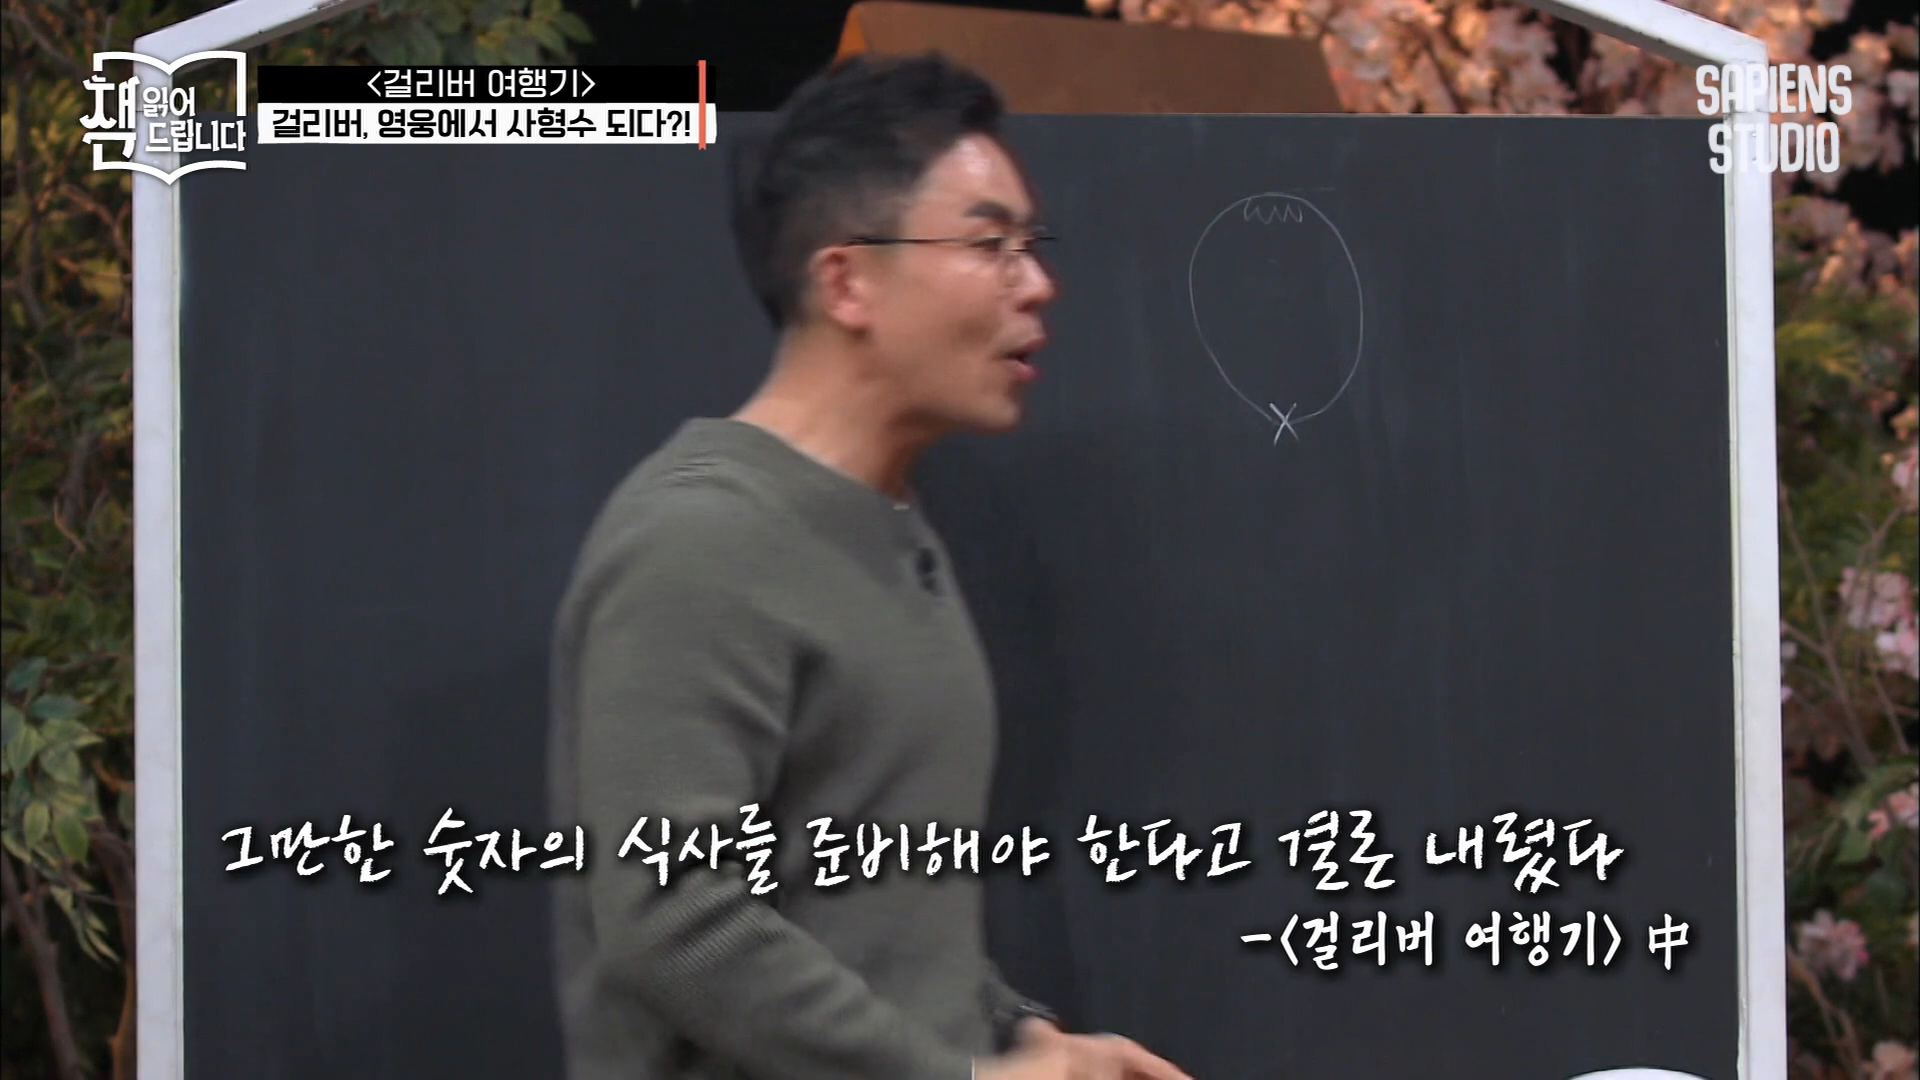 책 읽어
드립니다
<걸리버 여행기>
걸리버, 영웅에서 사형수 되다?!
SAPIENS
STUDIO
그만한 숫자의 식사를 준비해야 한다고 결론 내렸다
-<걸리버 여행기> 中